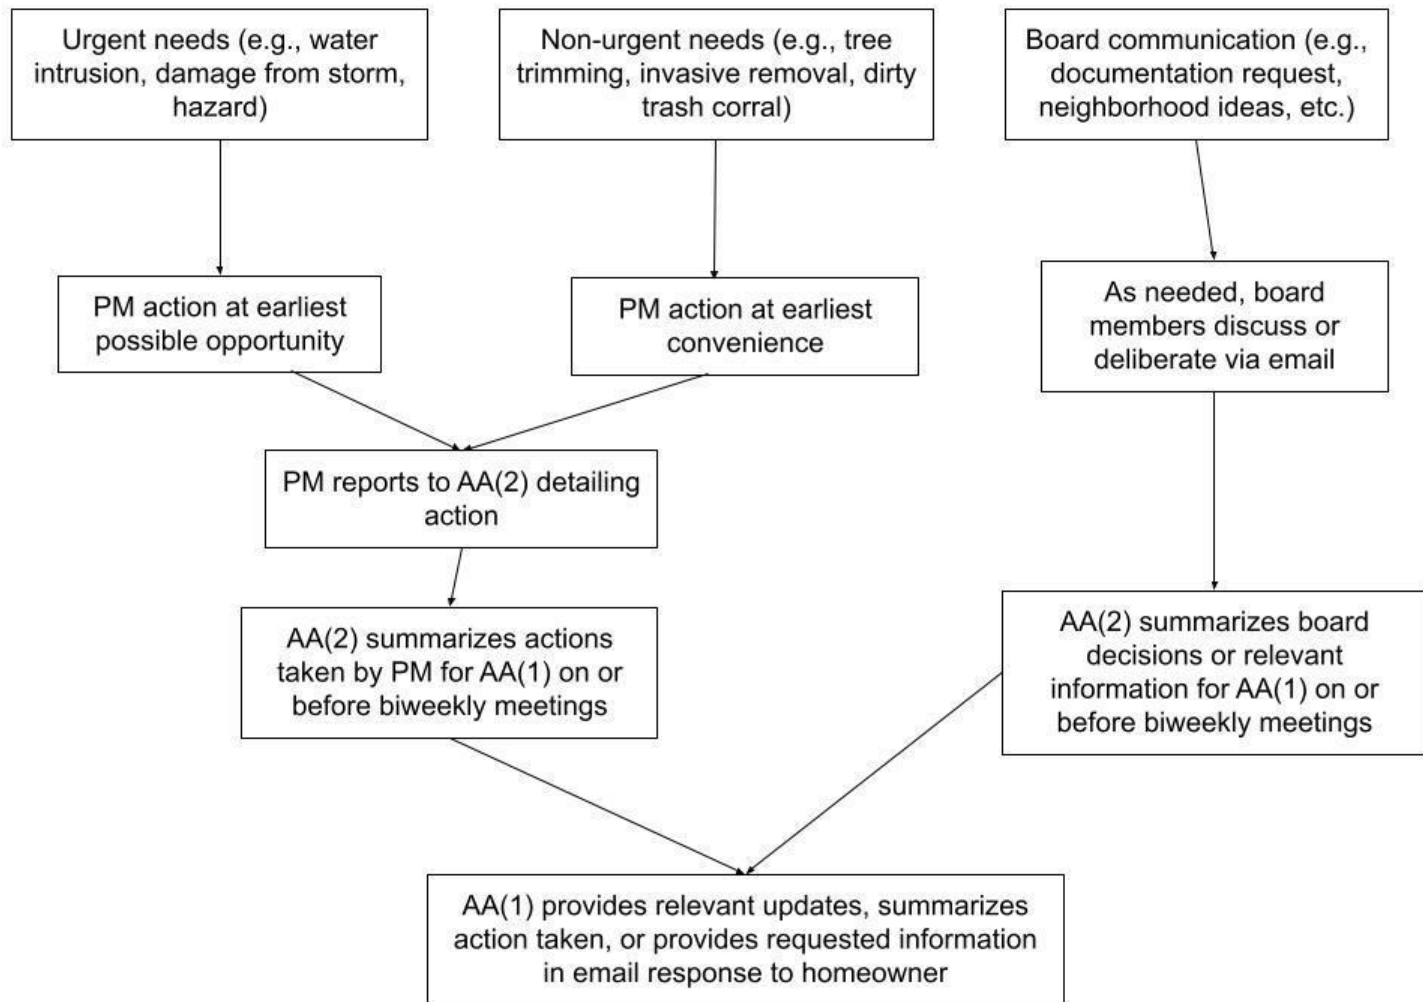 Urgent needs (e.g., water
intrusion, damage from storm,
hazard)
Non-urgent needs (e.g., tree
trimming, invasive removal, dirty
trash corral)
Board communication (e.g.,
documentation request,
neighborhood ideas, etc.)
PM action at earliest
possible opportunity
PM action at earliest
convenience
As needed, board
members discuss or
deliberate via email
PM reports to AA(2) detailing
action
AA(2) summarizes actions
taken by PM for AA(1) on or
before biweekly meetings
AA(2) summarizes board
decisions or relevant
information for AA(1) on or
before biweekly meetings
AA(1) provides relevant updates, summarizes
action taken, or provides requested information
in email response to homeowner